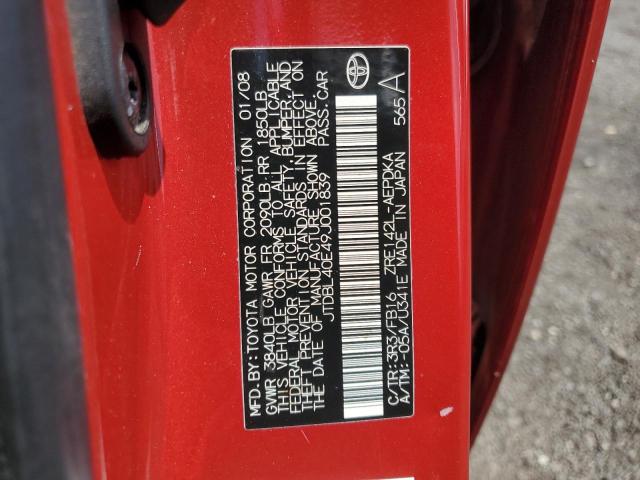 MFD.BY:TOYOTA MOTOR CORPORATION 01/08
GVWR 3840LB GAWR FR 2090LB RR 1850LB
THIS VEHICLE CONFORMS TO ALL APPLICABLE
FEDERAL MOTOR VEHICLE SAFETY, BUMPER, AND
THEFT PREVENTION STANDARDS IN EFFECT ON
THE DATE OF MANUFACTURE SHOWN ABOVE.
JTDBL40E49J001839 PASS.CAR
C/TR:3R3/FB16 ZRE142L-AEPDKA
A/TM:-05A/U341E MADE IN JAPAN 565 A